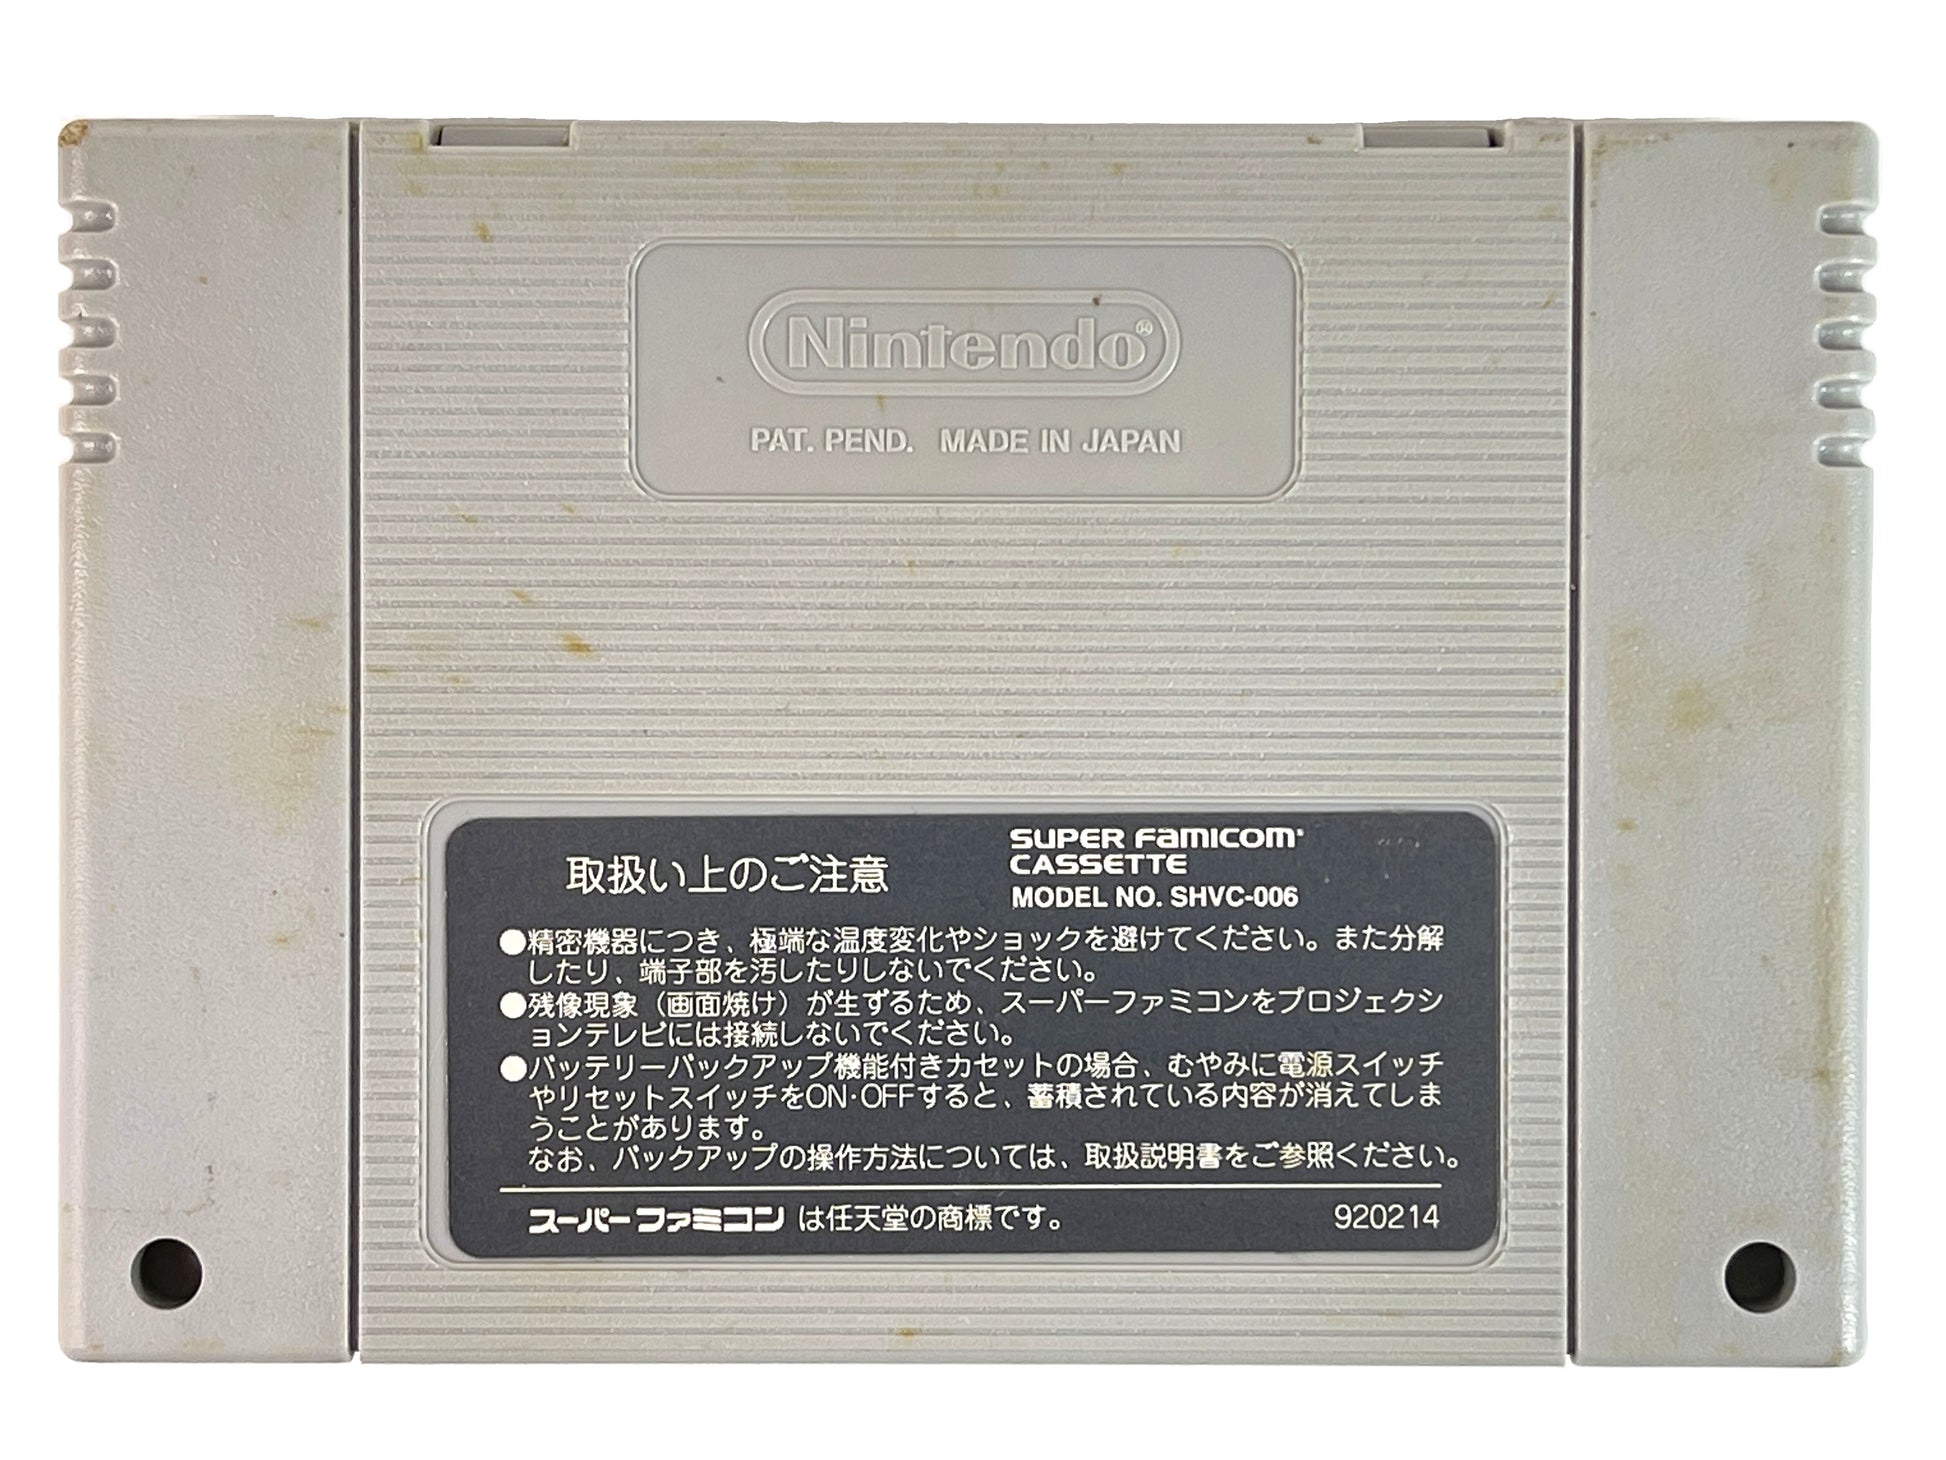 Nintendo®
PAT. PEND. MADE IN JAPAN
取扱い上のご注意
SUPER FAMICOM
CASSETTE
MODEL NO. SHVC-006
●精密機器につき、極端な温度変化やショックを避けてください。また分解
したり、端子部を汚したりしないでください。
●残像現象（画面焼け）が生ずるため、スーパーファミコンをプロジェクシ
ョンテレビには接続しないでください。
●バッテリーバックアップ機能付きカセットの場合、むやみに電源スイッチ
やリセットスイッチをON·OFFすると、蓄積されている内容が消えてしま
うことがあります。
なお、バックアップの操作方法については、取扱説明書をご参照ください。
スーパーファミコン は任天堂の商標です。 920214